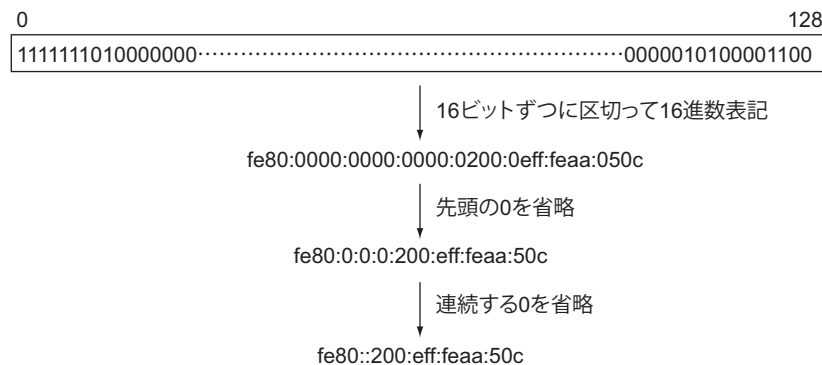 0 128
1111111010000000……………………………………………………0000010100001100
16ビットずつに区切って16進数表記
fe80:0000:0000:0000:0200:0eff:feaa:050c
先頭の0を省略
fe80:0:0:0:200:eff:feaa:50c
連続する0を省略
fe80::200:eff:feaa:50c